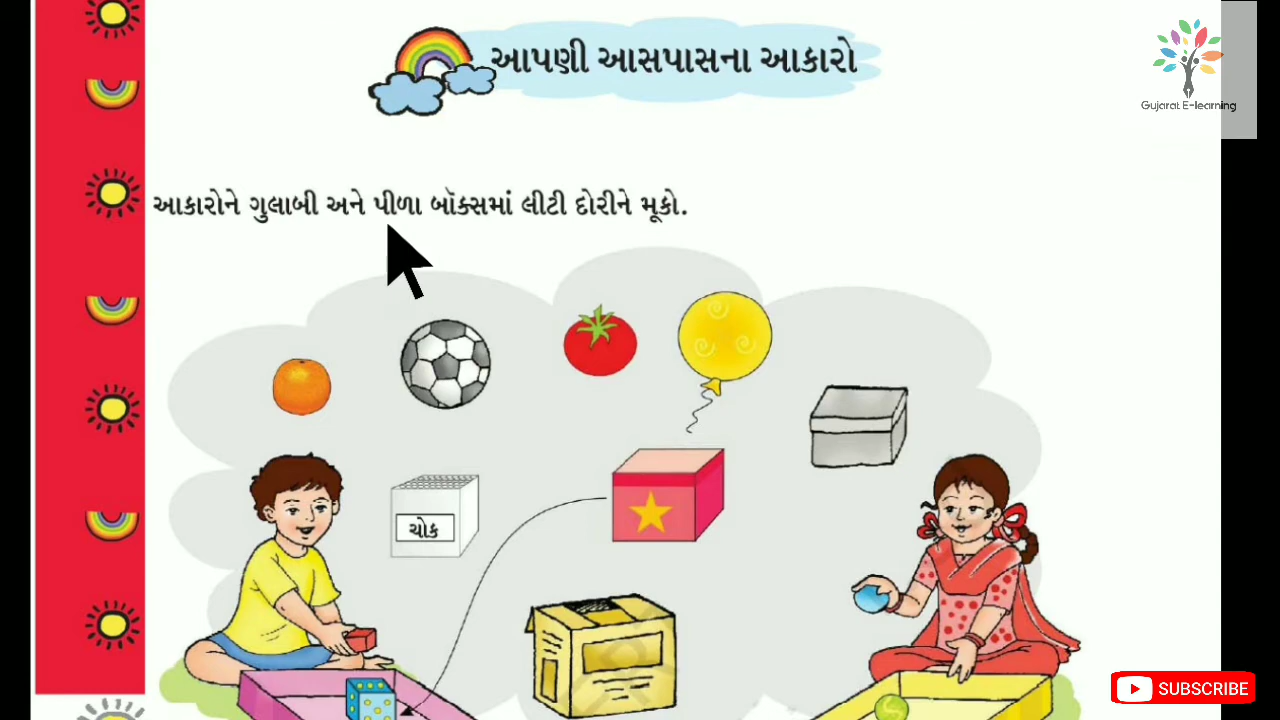 આપણી આસપાસના આકારો
Gujarat E-learning
આકારોને ગુલાબી અને પીળા બૉક્સમાં લીટી દોરીને મૂકો.
ચોક
SUBSCRIBE